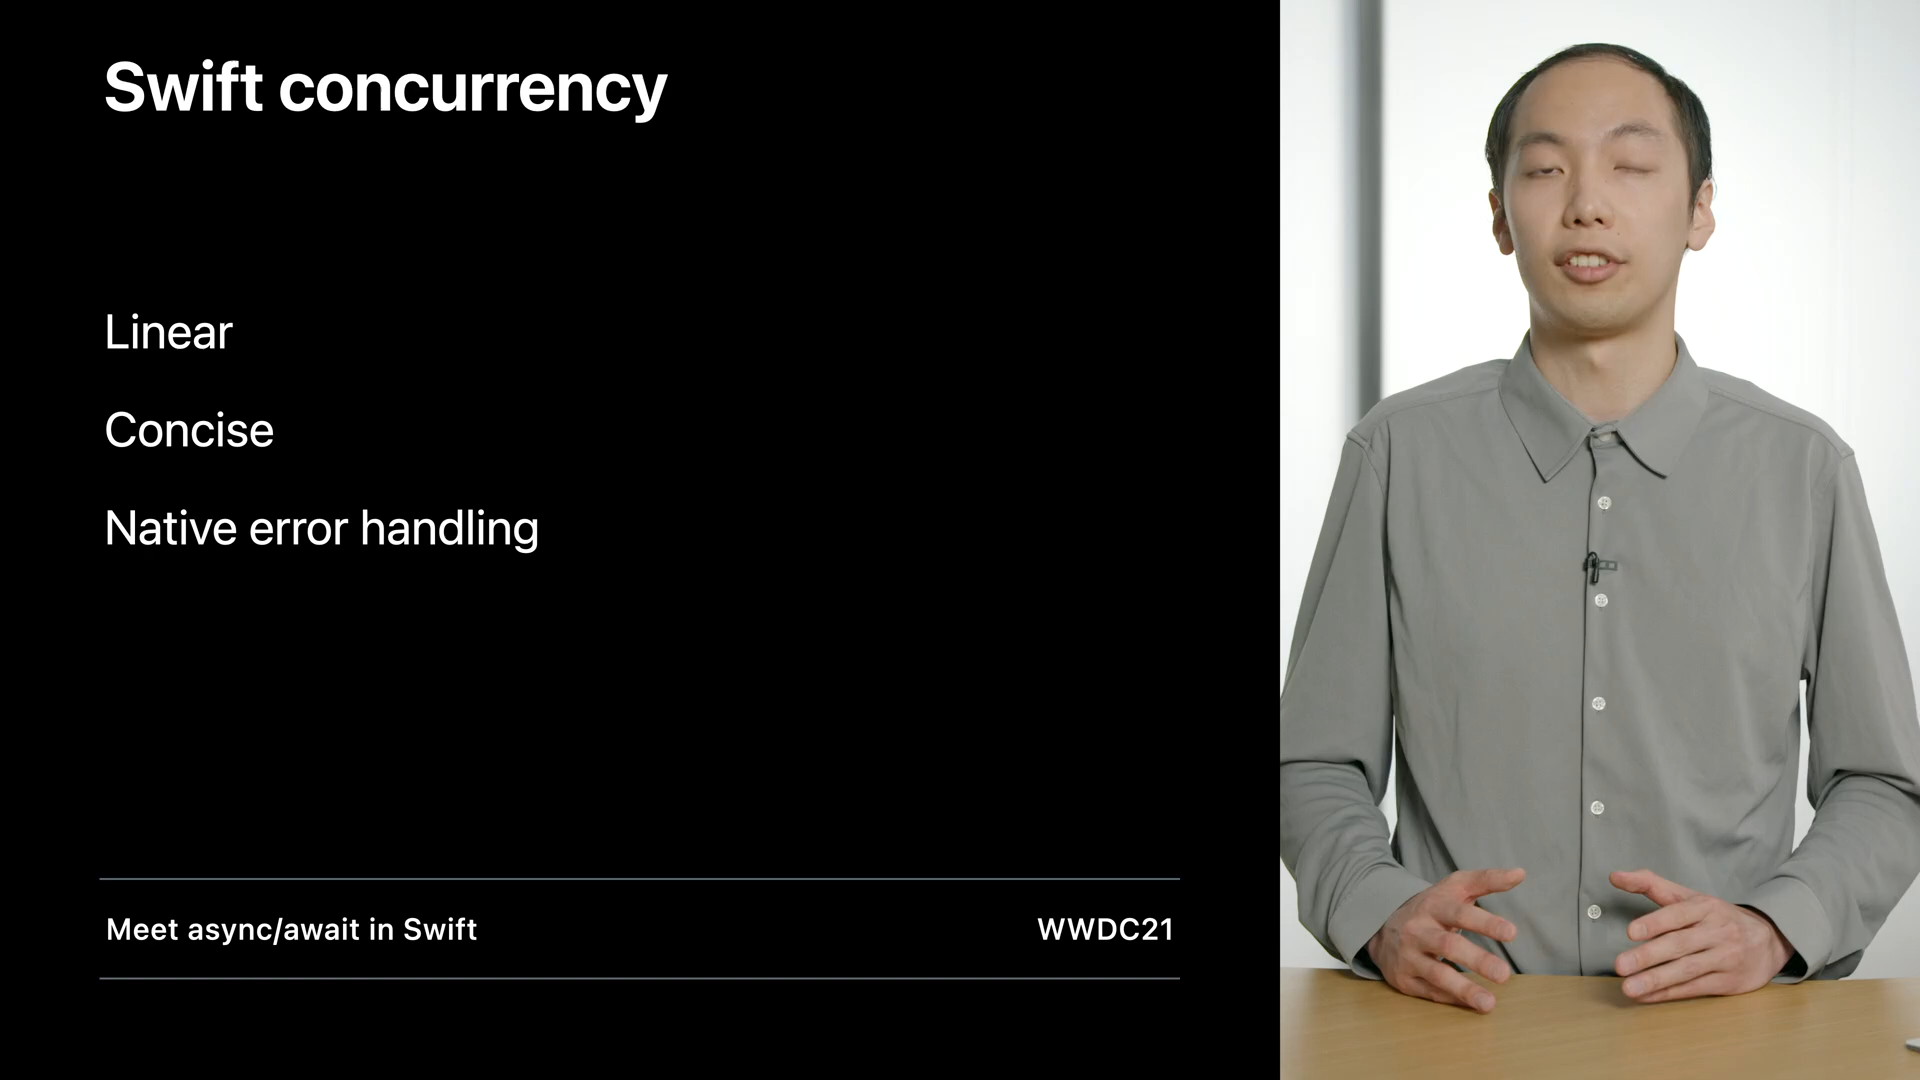 Swift concurrency
Linear
Concise
Native error handling
Meet async/await in Swift
WWDC21